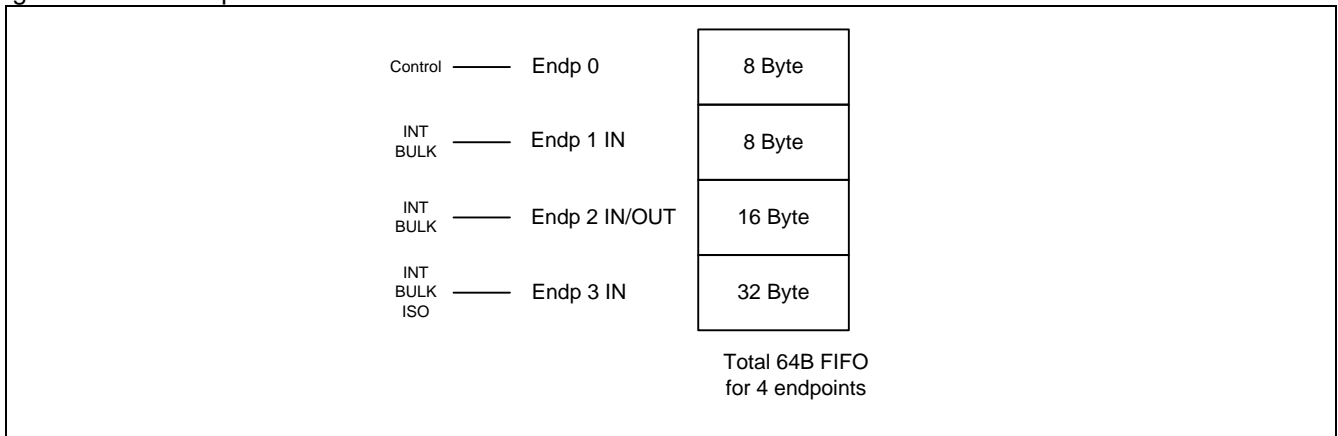 Control Endp 0 8 Byte
INT
BULK
Endp 1 IN 8 Byte
INT
BULK
Endp 2 IN/OUT 16 Byte
INT
BULK
ISO
Endp 3 IN 32 Byte
Total 64B FIFO
for 4 endpoints